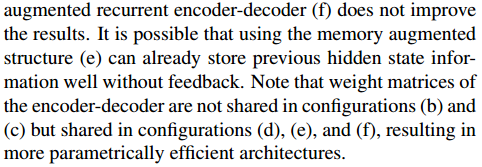 augmented recurrent encoder-decoder (f) does not improve
the results. It is possible that using the memory augmented
structure (e) can already store previous hidden state infor-
mation well without feedback. Note that weight matrices of
the encoder-decoder are not shared in configurations (b) and
(c) but shared in configurations (d), (e), and (f), resulting in
more parametrically efficient architectures.